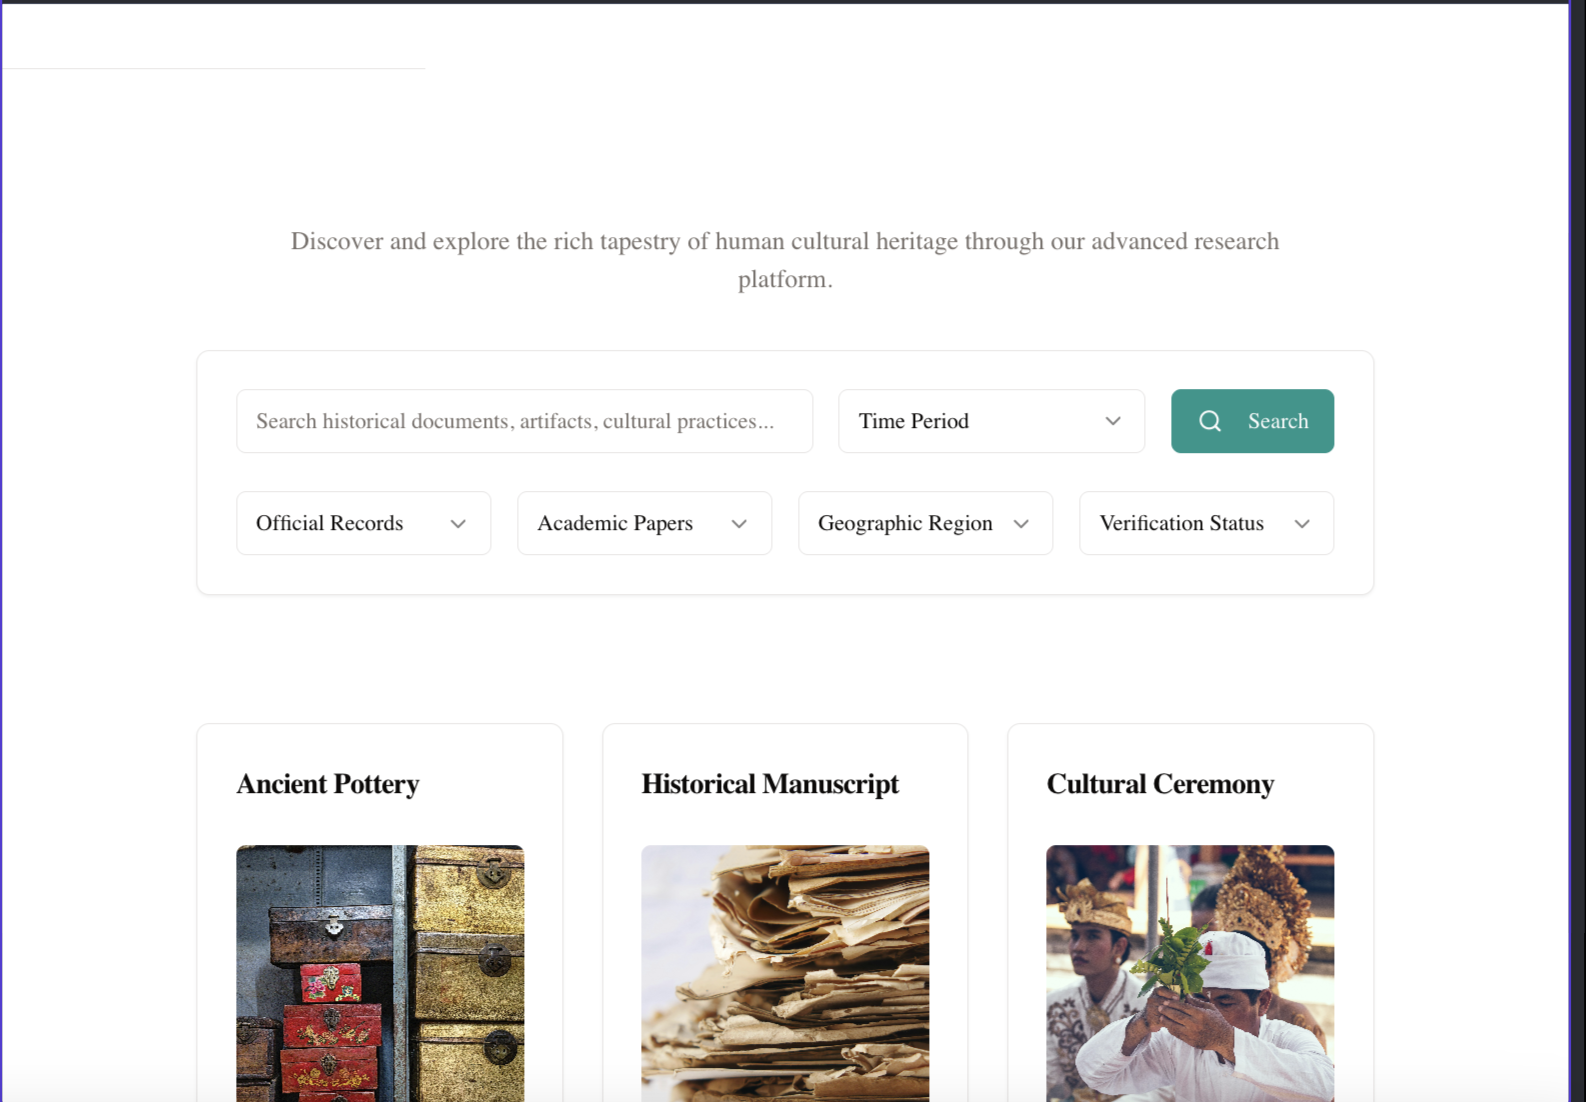 Discover and explore the rich tapestry of human cultural heritage through our advanced research
platform.
Search historical documents, artifacts, cultural practices...
Time Period
Search
Official Records
Academic Papers
Geographic Region
Verification Status
Ancient Pottery
Historical Manuscript
Cultural Ceremony